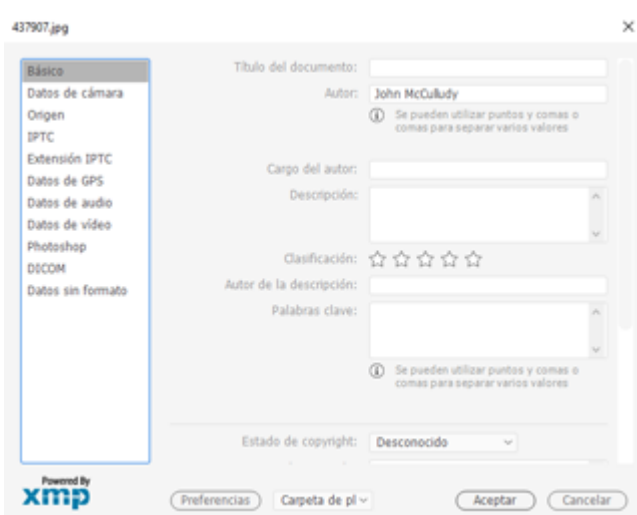 437907.jpg
Básico
Datos de cámara
Origen
IPTC
Extensión IPTC
Datos de GPS
Datos de audio
Datos de vídeo
Photoshop
DICOM
Datos sin formato
Título del documento:
Autor: John McCulludy
Se pueden utilizar puntos y comas o
comas para separar varios valores
Cargo del autor:
Descripción:
Clasificación:
Autor de la descripción:
Palabras clave:
Se pueden utilizar puntos y comas o
comas para separar varios valores
Estado de copyright: Desconocido
Powered By
xmp
Preferencias Carpeta de pl Aceptar Cancelar